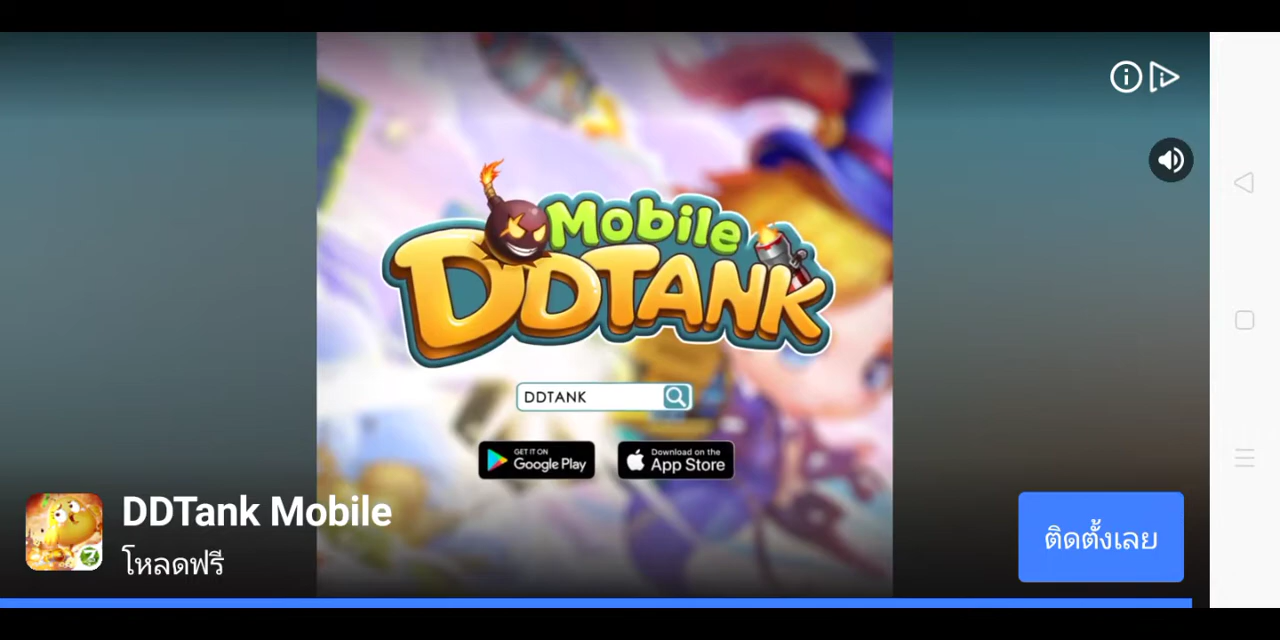 Mobile
DDTANK
DDTANK
GET IT ON
Google Play
Download on the
App Store
DDTank Mobile
โหลดฟรี
ติดตั้งเลย
7